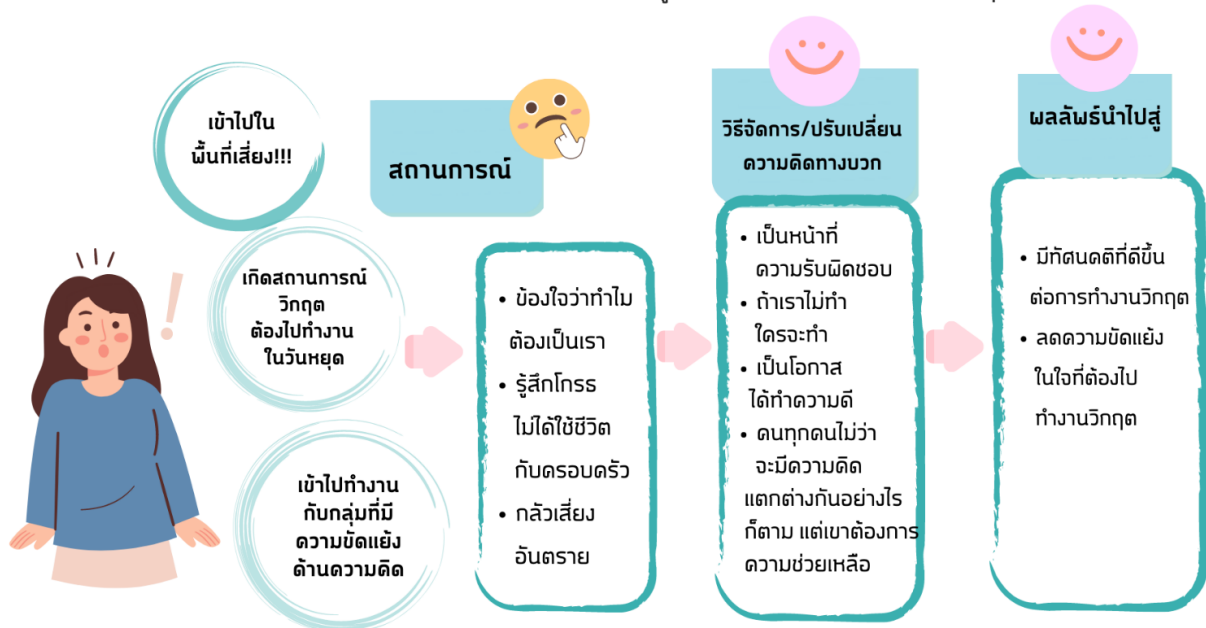 เข้าไปใน
พื้นที่เสี่ยง!!!
เกิดสถานการณ์
วิกฤต
ต้องไปทำงาน
ในวันหยุด
เข้าไปทำงาน
กับกลุ่มที่มี
ความขัดแย้ง
ด้านความคิด
สถานการณ์
• ข้องใจว่าทำไม
ต้องเป็นเรา
• รู้สึกโกรธ
ไม่ได้ใช้ชีวิต
กับครอบครัว
• กลัวเสี่ยง
อันตราย
วิธีจัดการ/ปรับเปลี่ยน
ความคิดทางบวก
• เป็นหน้าที่
ความรับผิดชอบ
• ถ้าเราไม่ทำ
ใครจะทำ
• เป็นโอกาส
ได้ทำความดี
• คนทุกคนไม่ว่า
จะมีความคิด
แตกต่างกันอย่างไร
ก็ตาม แต่เขาต้องการ
ความช่วยเหลือ
ผลลัพธ์นำไปสู่
• มีทัศนคติที่ดีขึ้น
ต่อการทำงานวิกฤต
• ลดความขัดแย้ง
ในใจที่ต้องไป
ทำงานวิกฤต